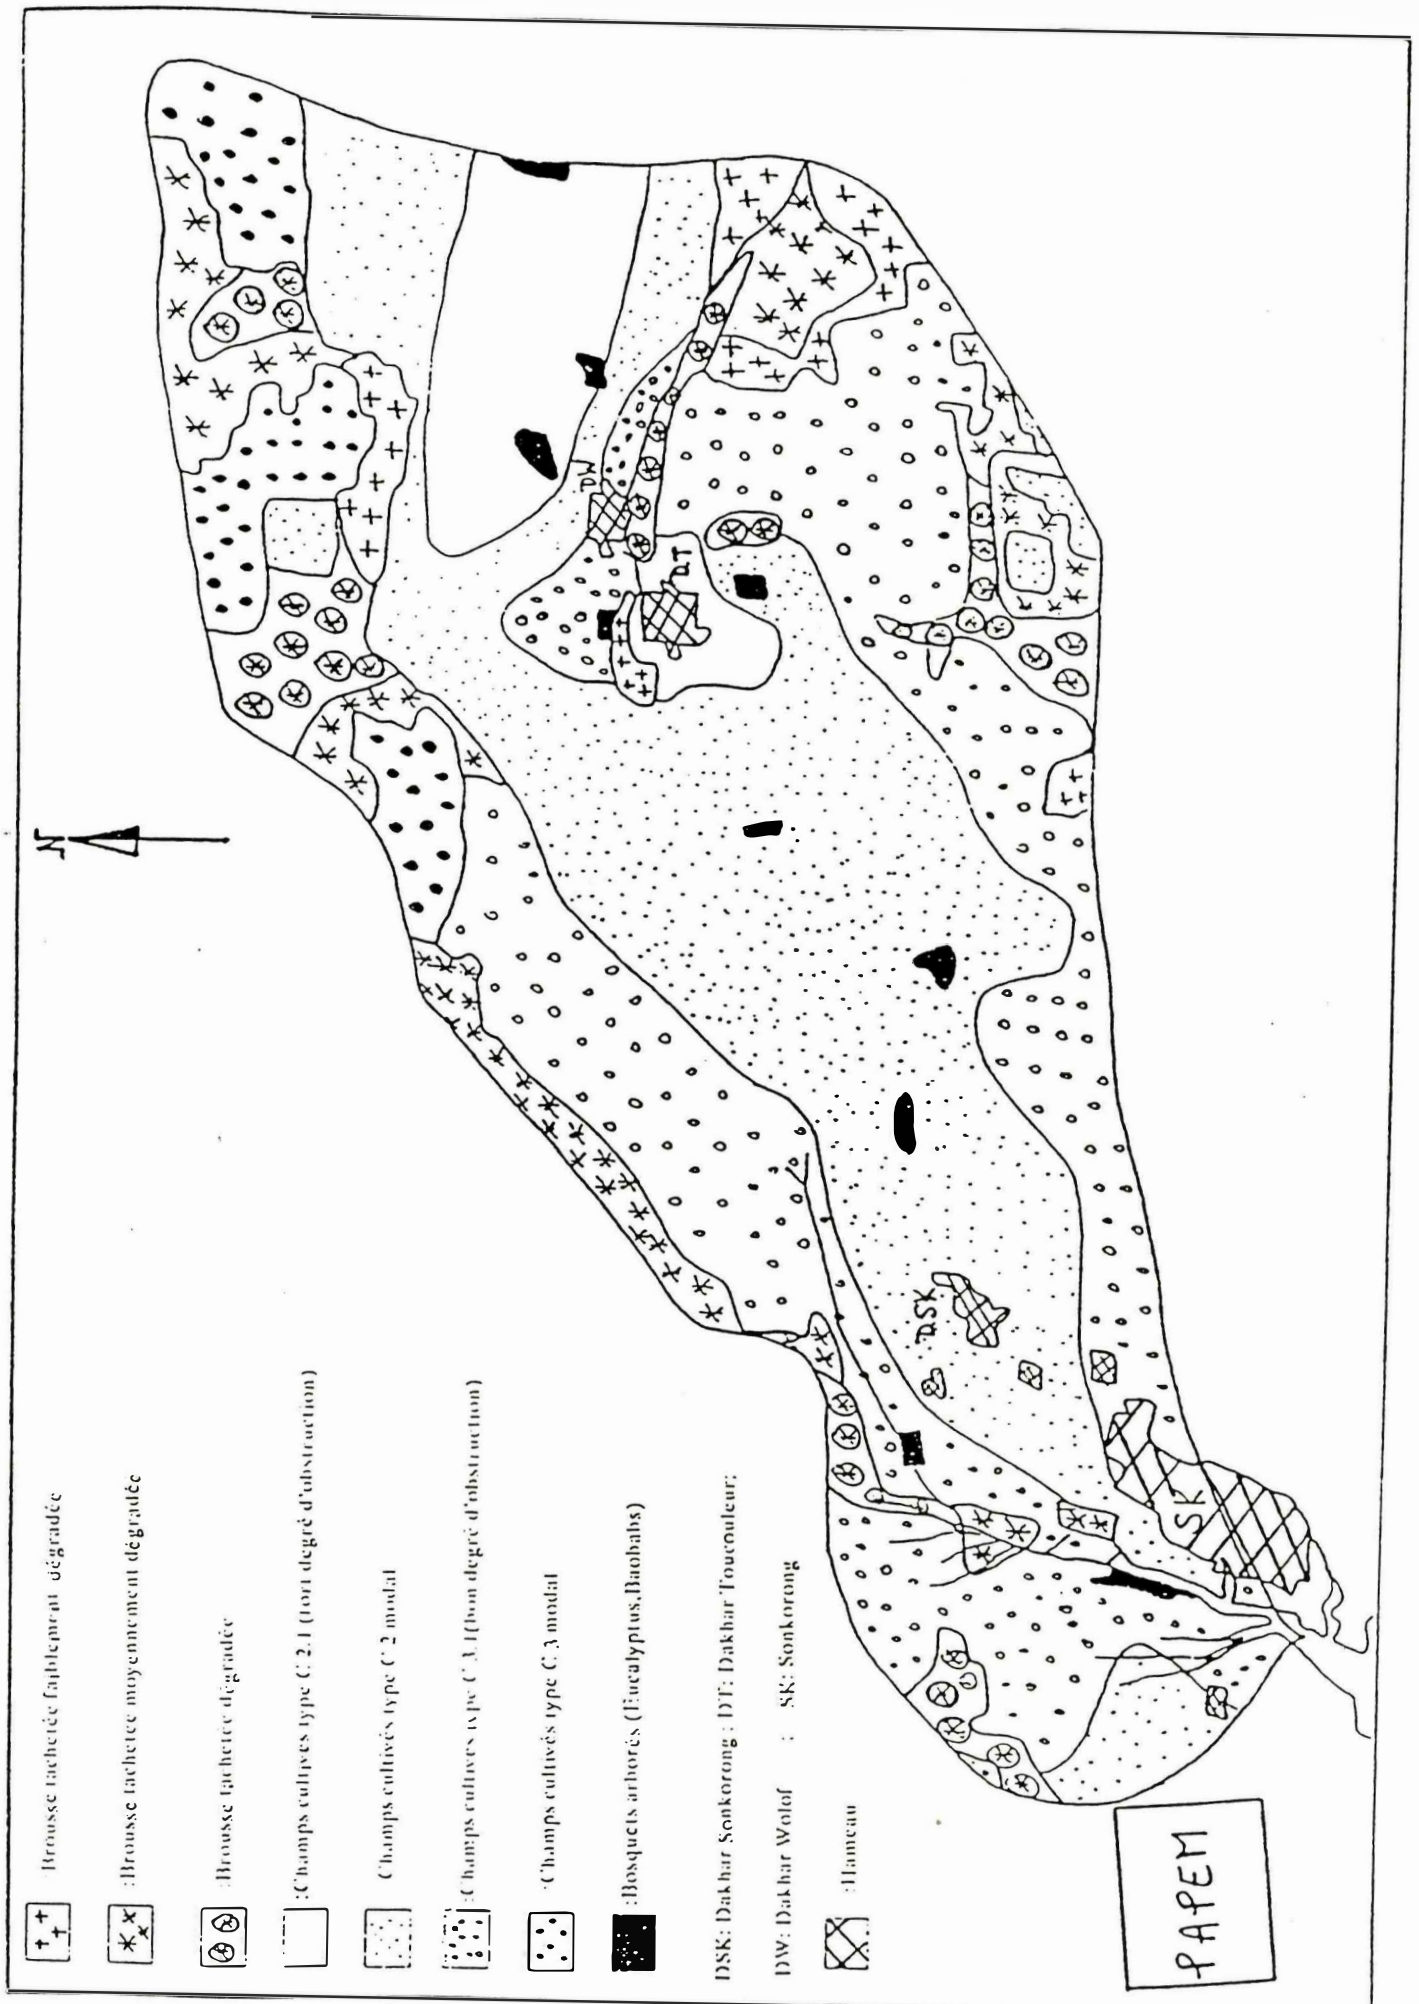 N
DW
DT
DSK
SK
:Brousse tachetée faiblement dégradée
:Brousse tachetée moyennement dégradée
:Brousse tachetée dégradée
:Champs cultivés type C.2.1 (fort degré d'obstruction)
Champs cultivés type C 2 modal
:Champs cultivés type C.3.1(bon degré d'obstruction)
:Champs cultivés type C.3 modal
:Bosquets arborés (Eucalyptus,Baobabs)
DSK: Dakhar Sonkorong ; DT: Dakhar Toucouleur;
DW: Dakhar Wolof : SK: Sonkorong
:Hameau
PAPEM